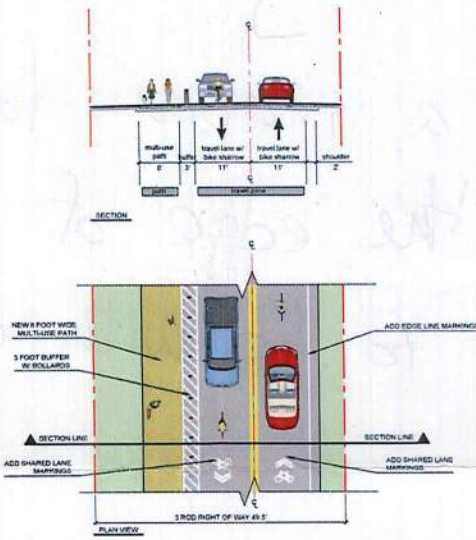 ℄
multi-use path 8'
buffer 3'
travel lane w/ bike sharrow 11'
travel lane w/ bike sharrow 11'
shoulder 2'
path
travel zone
℄
SECTION
℄
NEW 8 FOOT WIDE
MULTI-USE PATH
ADD EDGE LINE MARKINGS
3 FOOT BUFFER
W/ BOLLARDS
SECTION LINE
SECTION LINE
ADD SHARED LANE
MARKINGS
ADD SHARED LANE
MARKINGS
℄
3 ROD RIGHT OF WAY 49.5'
PLAN VIEW
the edge of